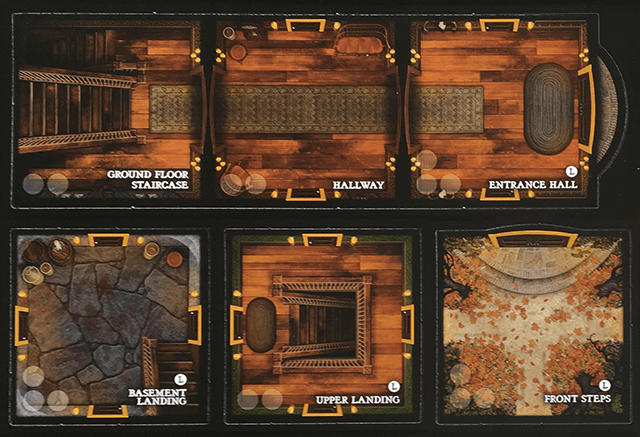 GROUND FLOOR
STAIRCASE
HALLWAY
L
ENTRANCE HALL
L
BASEMENT
LANDING
L
UPPER LANDING
L
FRONT STEPS